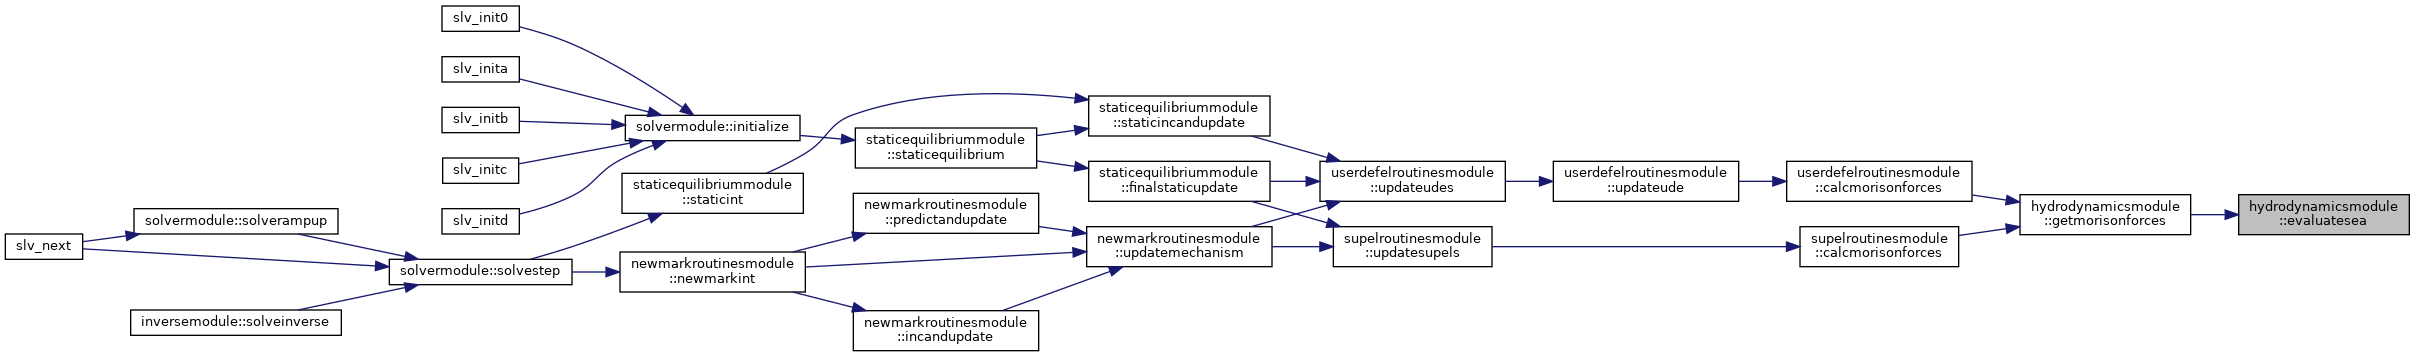 slv_init0
slv_inita
slv_initb
slv_initc
slv_initd
solvermodule::solverampup
slv_next
inversemodule::solveinverse
solvermodule::solvestep
solvermodule::initialize
staticequilibriummodule
::staticint
newmarkroutinesmodule
::newmarkint
staticequilibriummodule
::staticequilibrium
newmarkroutinesmodule
::predictandupdate
newmarkroutinesmodule
::incandupdate
staticequilibriummodule
::staticincandupdate
staticequilibriummodule
::finalstaticupdate
newmarkroutinesmodule
::updatemechanism
userdefelroutinesmodule
::updateudes
supelroutinesmodule
::updatesupels
userdefelroutinesmodule
::updateude
userdefelroutinesmodule
::calcmorisonforces
supelroutinesmodule
::calcmorisonforces
hydrodynamicsmodule
::getmorisonforces
hydrodynamicsmodule
::evaluatesea